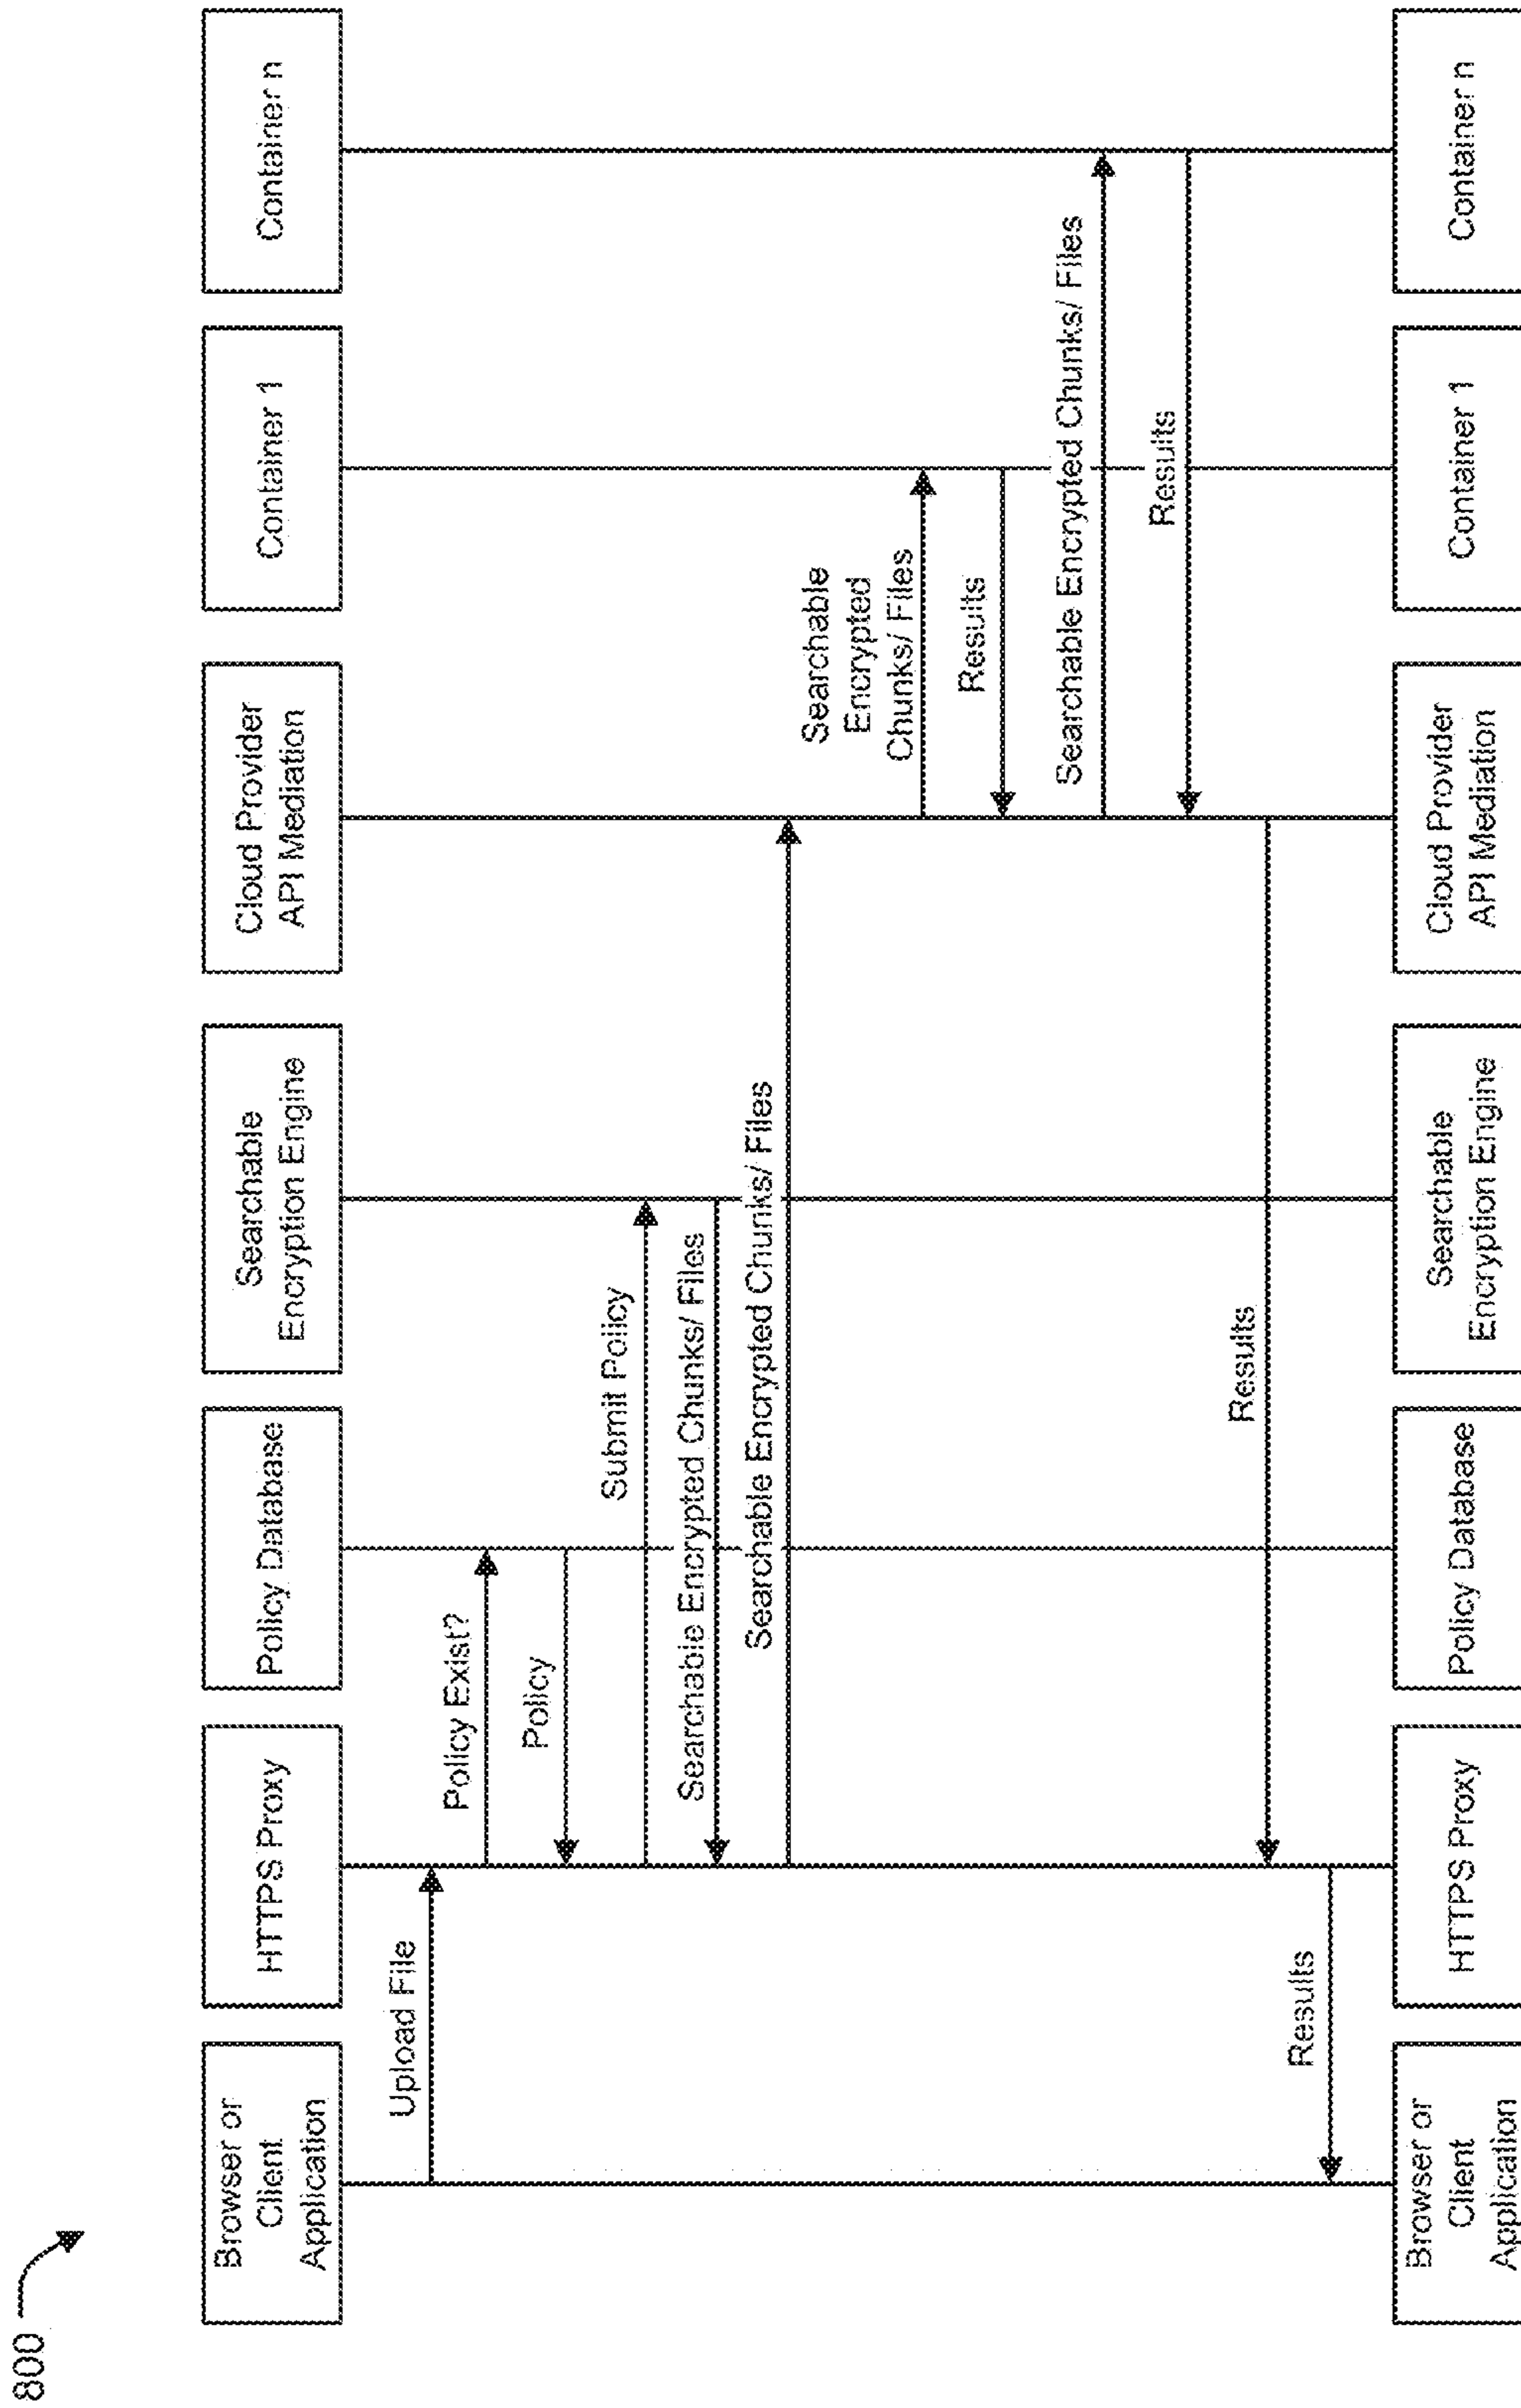 800
Browser or
Client
Application
HTTPS Proxy
Policy Database
Searchable
Encryption Engine
Cloud Provider
API Mediation
Container 1
Container n
Upload File
Policy Exist?
Policy
Submit Policy
Searchable Encrypted Chunks/ Files
Searchable Encrypted Chunks/ Files
Searchable
Encrypted
Chunks/ Files
Results
Searchable Encrypted Chunks/ Files
Results
Results
Results
Browser or
Client
Application
HTTPS Proxy
Policy Database
Searchable
Encryption Engine
Cloud Provider
API Mediation
Container 1
Container n